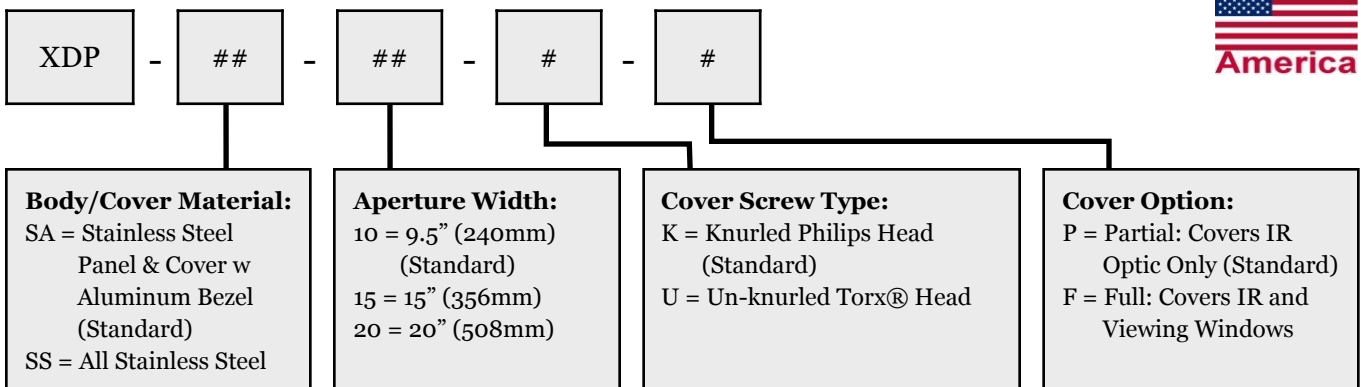 XDP - ## - ## - # - #
America
Body/Cover Material:
SA = Stainless Steel
Panel & Cover w
Aluminum Bezel
(Standard)
SS = All Stainless Steel
Aperture Width:
10 = 9.5” (240mm)
(Standard)
15 = 15” (356mm)
20 = 20” (508mm)
Cover Screw Type:
K = Knurled Philips Head
(Standard)
U = Un-knurled Torx® Head
Cover Option:
P = Partial: Covers IR
Optic Only (Standard)
F = Full: Covers IR and
Viewing Windows